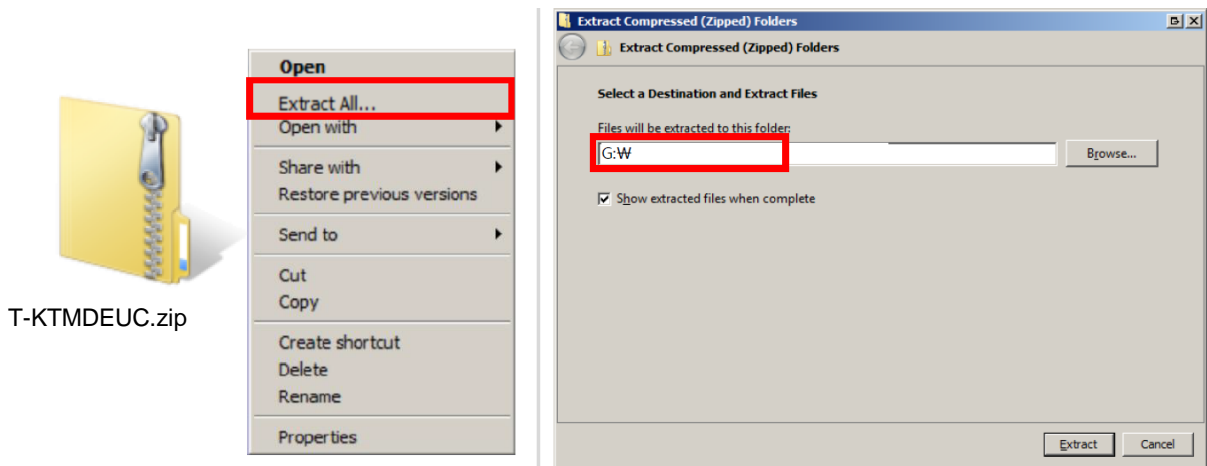 T-KTMDEUC.zip
Open
Extract All...
Open with
Share with
Restore previous versions
Send to
Cut
Copy
Create shortcut
Delete
Rename
Properties
Extract Compressed (Zipped) Folders
Extract Compressed (Zipped) Folders
Select a Destination and Extract Files
Files will be extracted to this folder:
G:₩ Browse...
Show extracted files when complete
Extract Cancel